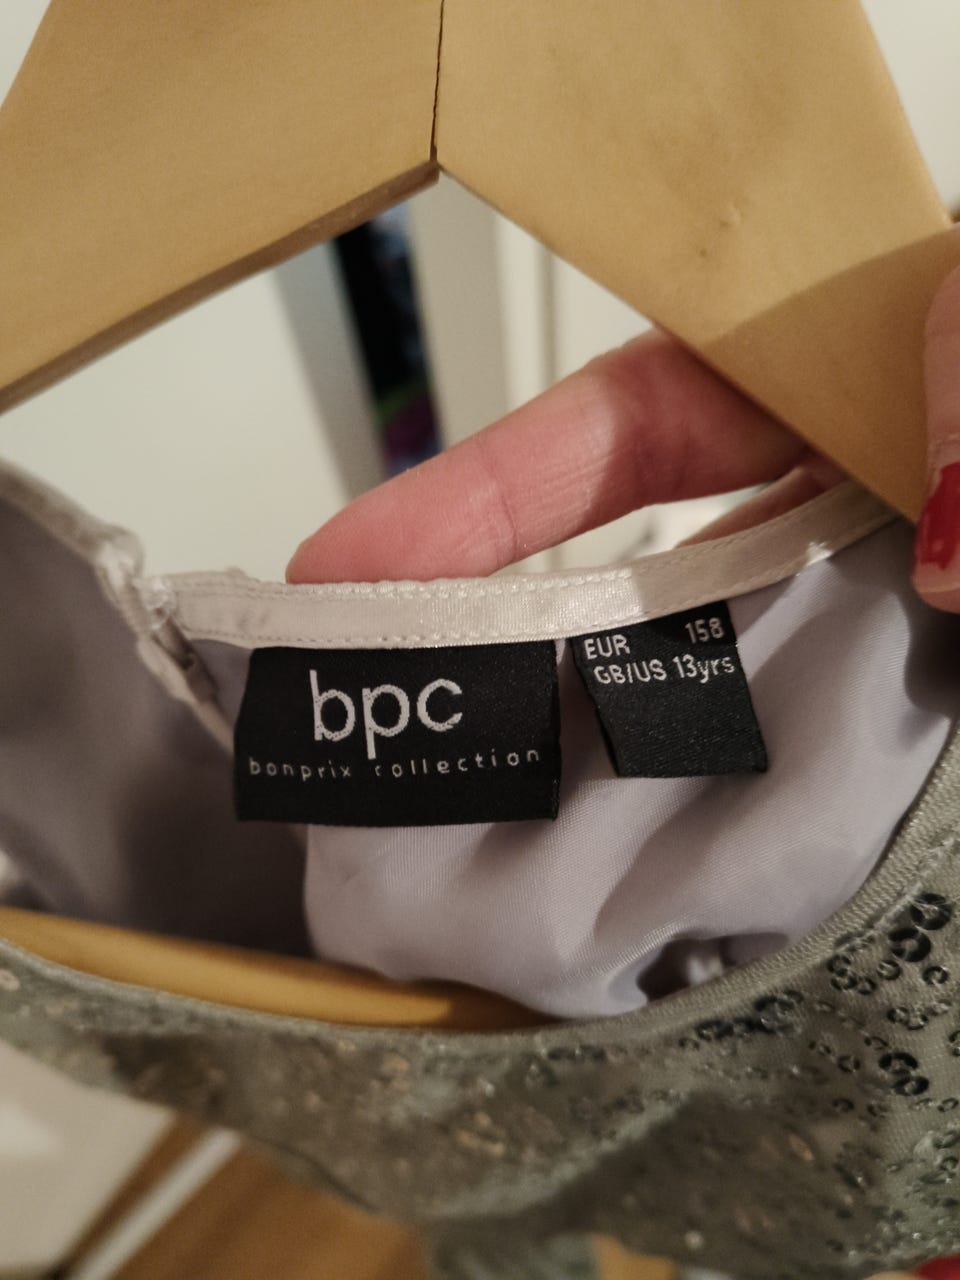 bpc
bonprix collection
EUR 158
GB/US 13yrs